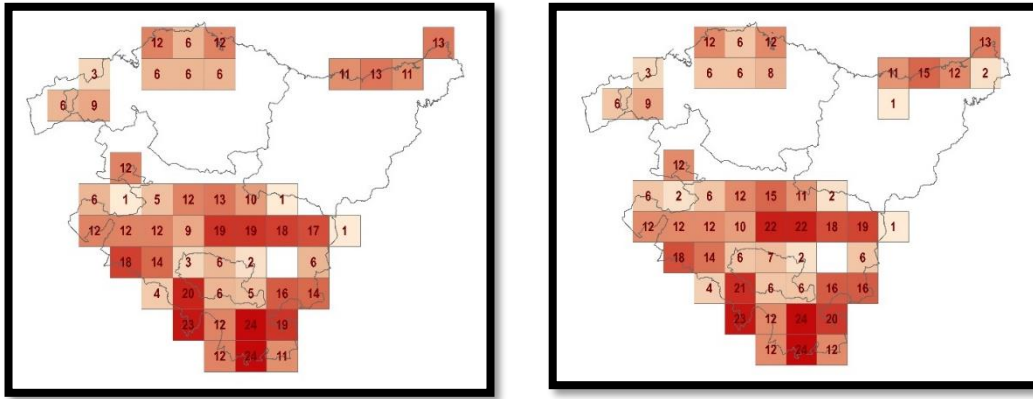 12 6 12
13
3 6 6 6 11 13 11
6 9
12
6 1 5 12 13 10 1
12 12 12 9 19 19 18 17 1
18 14 3 6 2 6
4 20 6 5 16 14
23 12 24 19
12 24 11
12 6 12
13
3 6 6 8 11 15 12 2
6 9 1
12
6 2 6 12 15 11 2
12 12 12 10 22 22 18 19 1
18 14 6 7 2 6
4 21 6 6 16 16
23 12 24 20
12 24 12